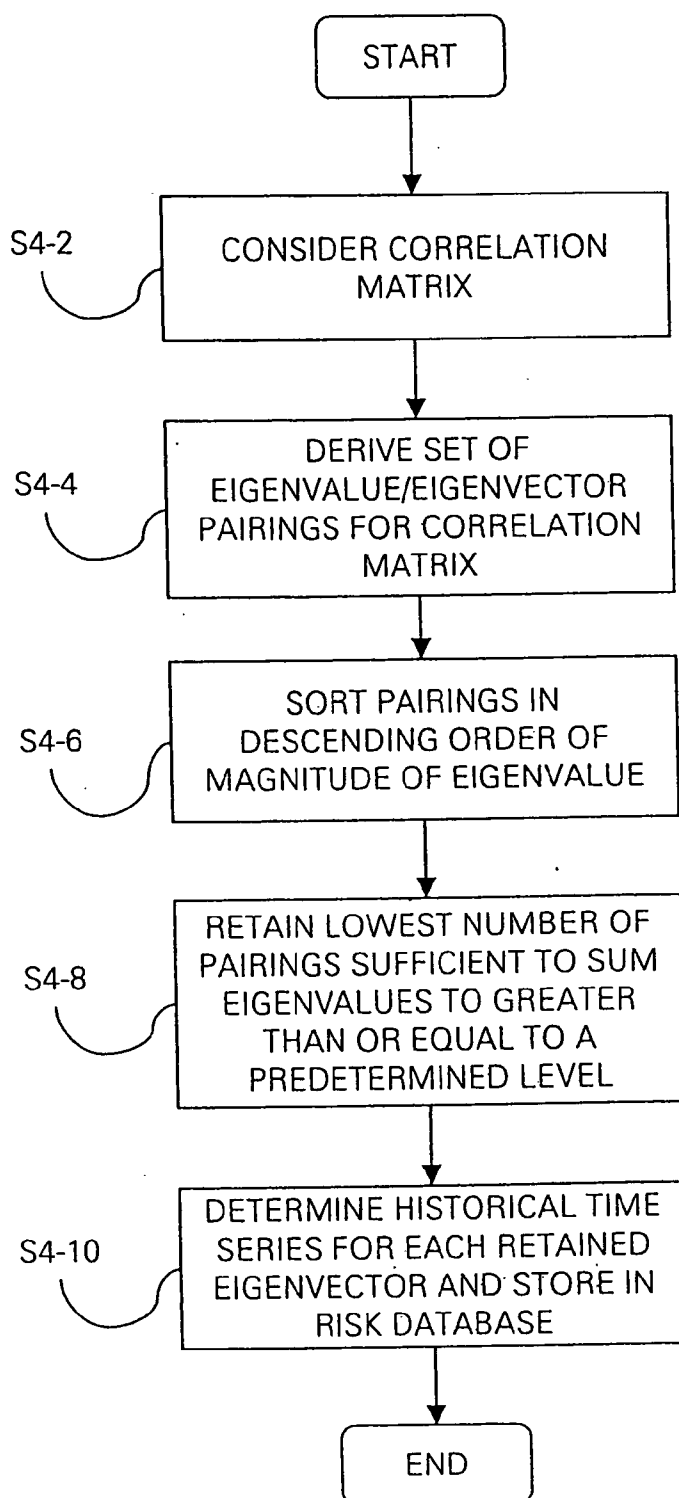 START
S4-2
CONSIDER CORRELATION
MATRIX
S4-4
DERIVE SET OF
EIGENVALUE/EIGENVECTOR
PAIRINGS FOR CORRELATION
MATRIX
S4-6
SORT PAIRINGS IN
DESCENDING ORDER OF
MAGNITUDE OF EIGENVALUE
S4-8
RETAIN LOWEST NUMBER OF
PAIRINGS SUFFICIENT TO SUM
EIGENVALUES TO GREATER
THAN OR EQUAL TO A
PREDETERMINED LEVEL
S4-10
DETERMINE HISTORICAL TIME
SERIES FOR EACH RETAINED
EIGENVECTOR AND STORE IN
RISK DATABASE
END